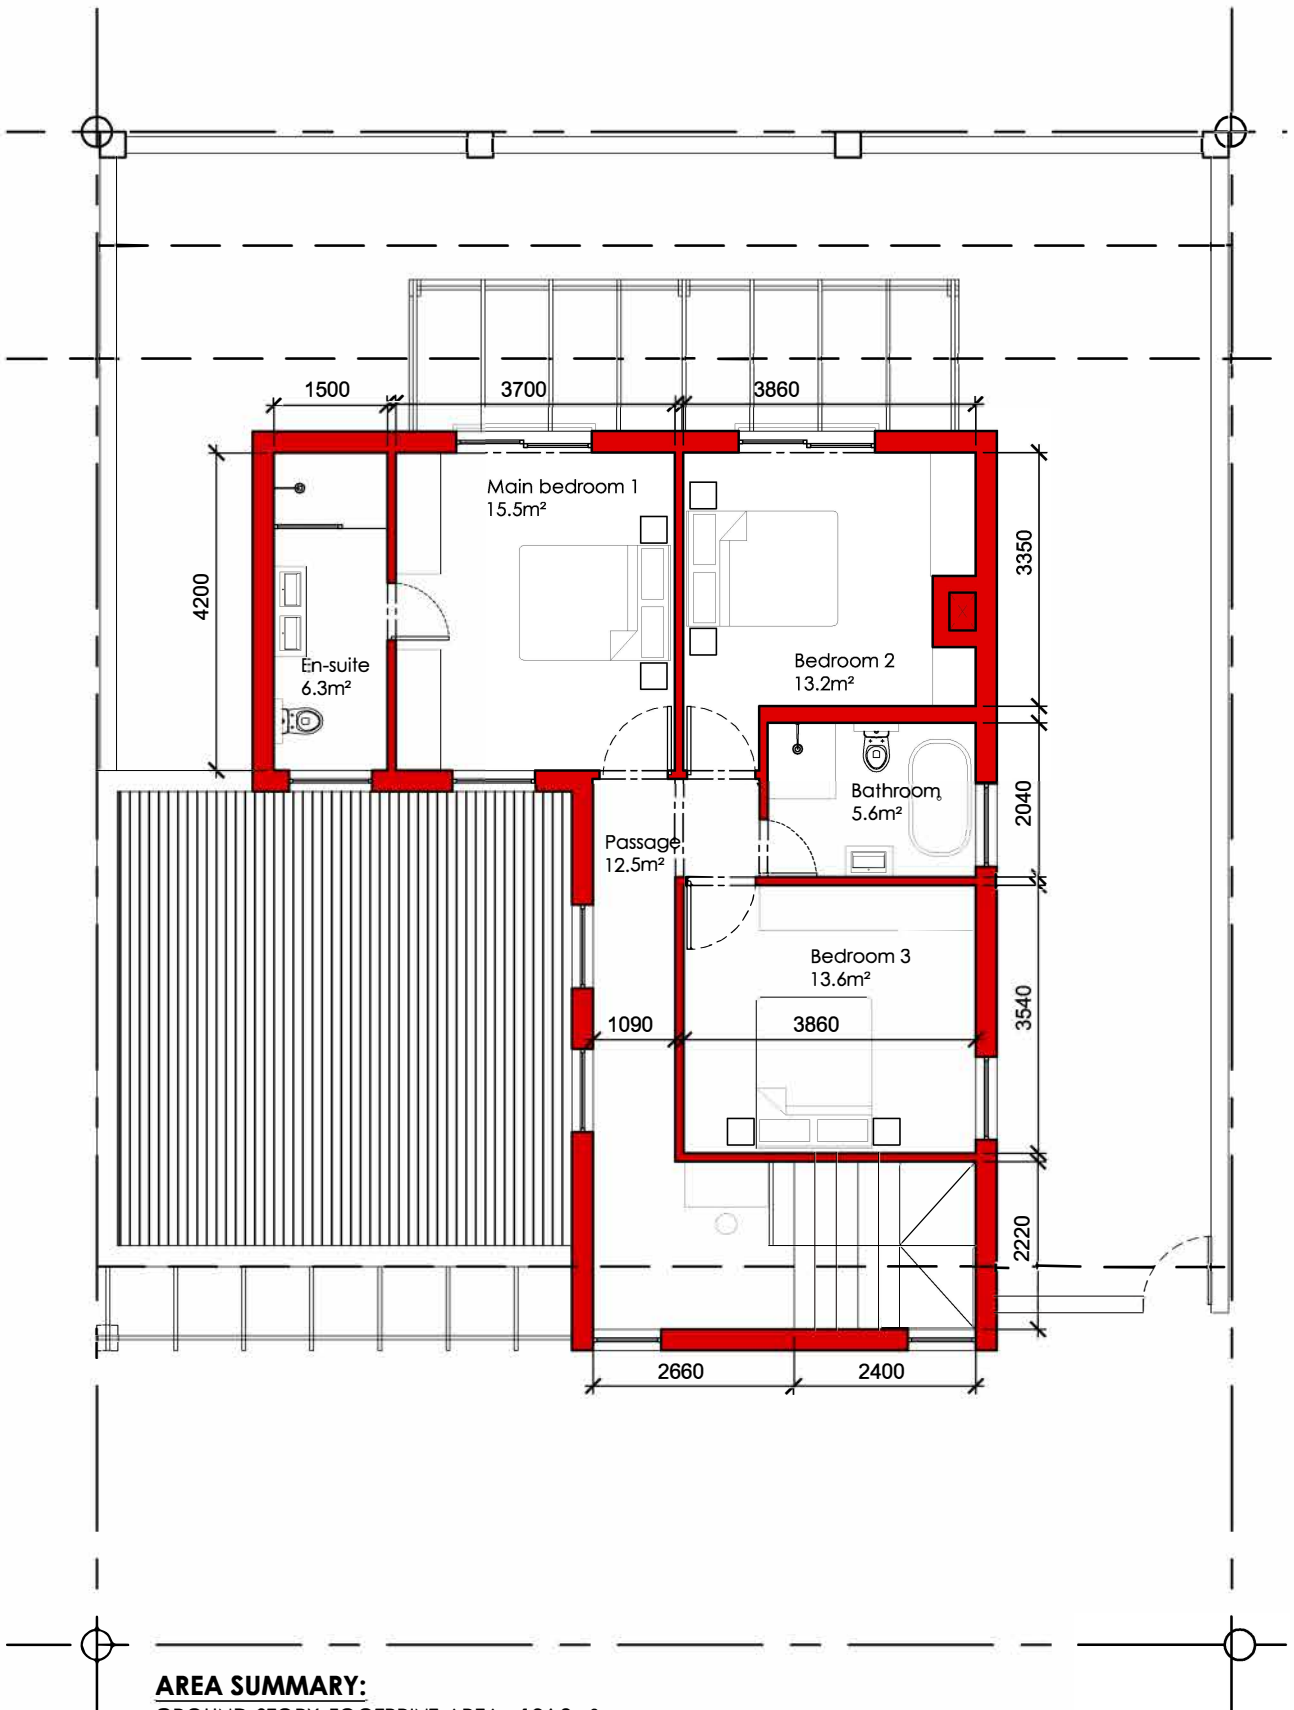 1500
3700
3860
Main bedroom 1
15.5m²
3350
4200
En-suite
6.3m²
Bedroom 2
13.2m²
Bathroom
5.6m²
2040
Passage
12.5m²
Bedroom 3
13.6m²
3540
1090
3860
2220
2660
2400
AREA SUMMARY: